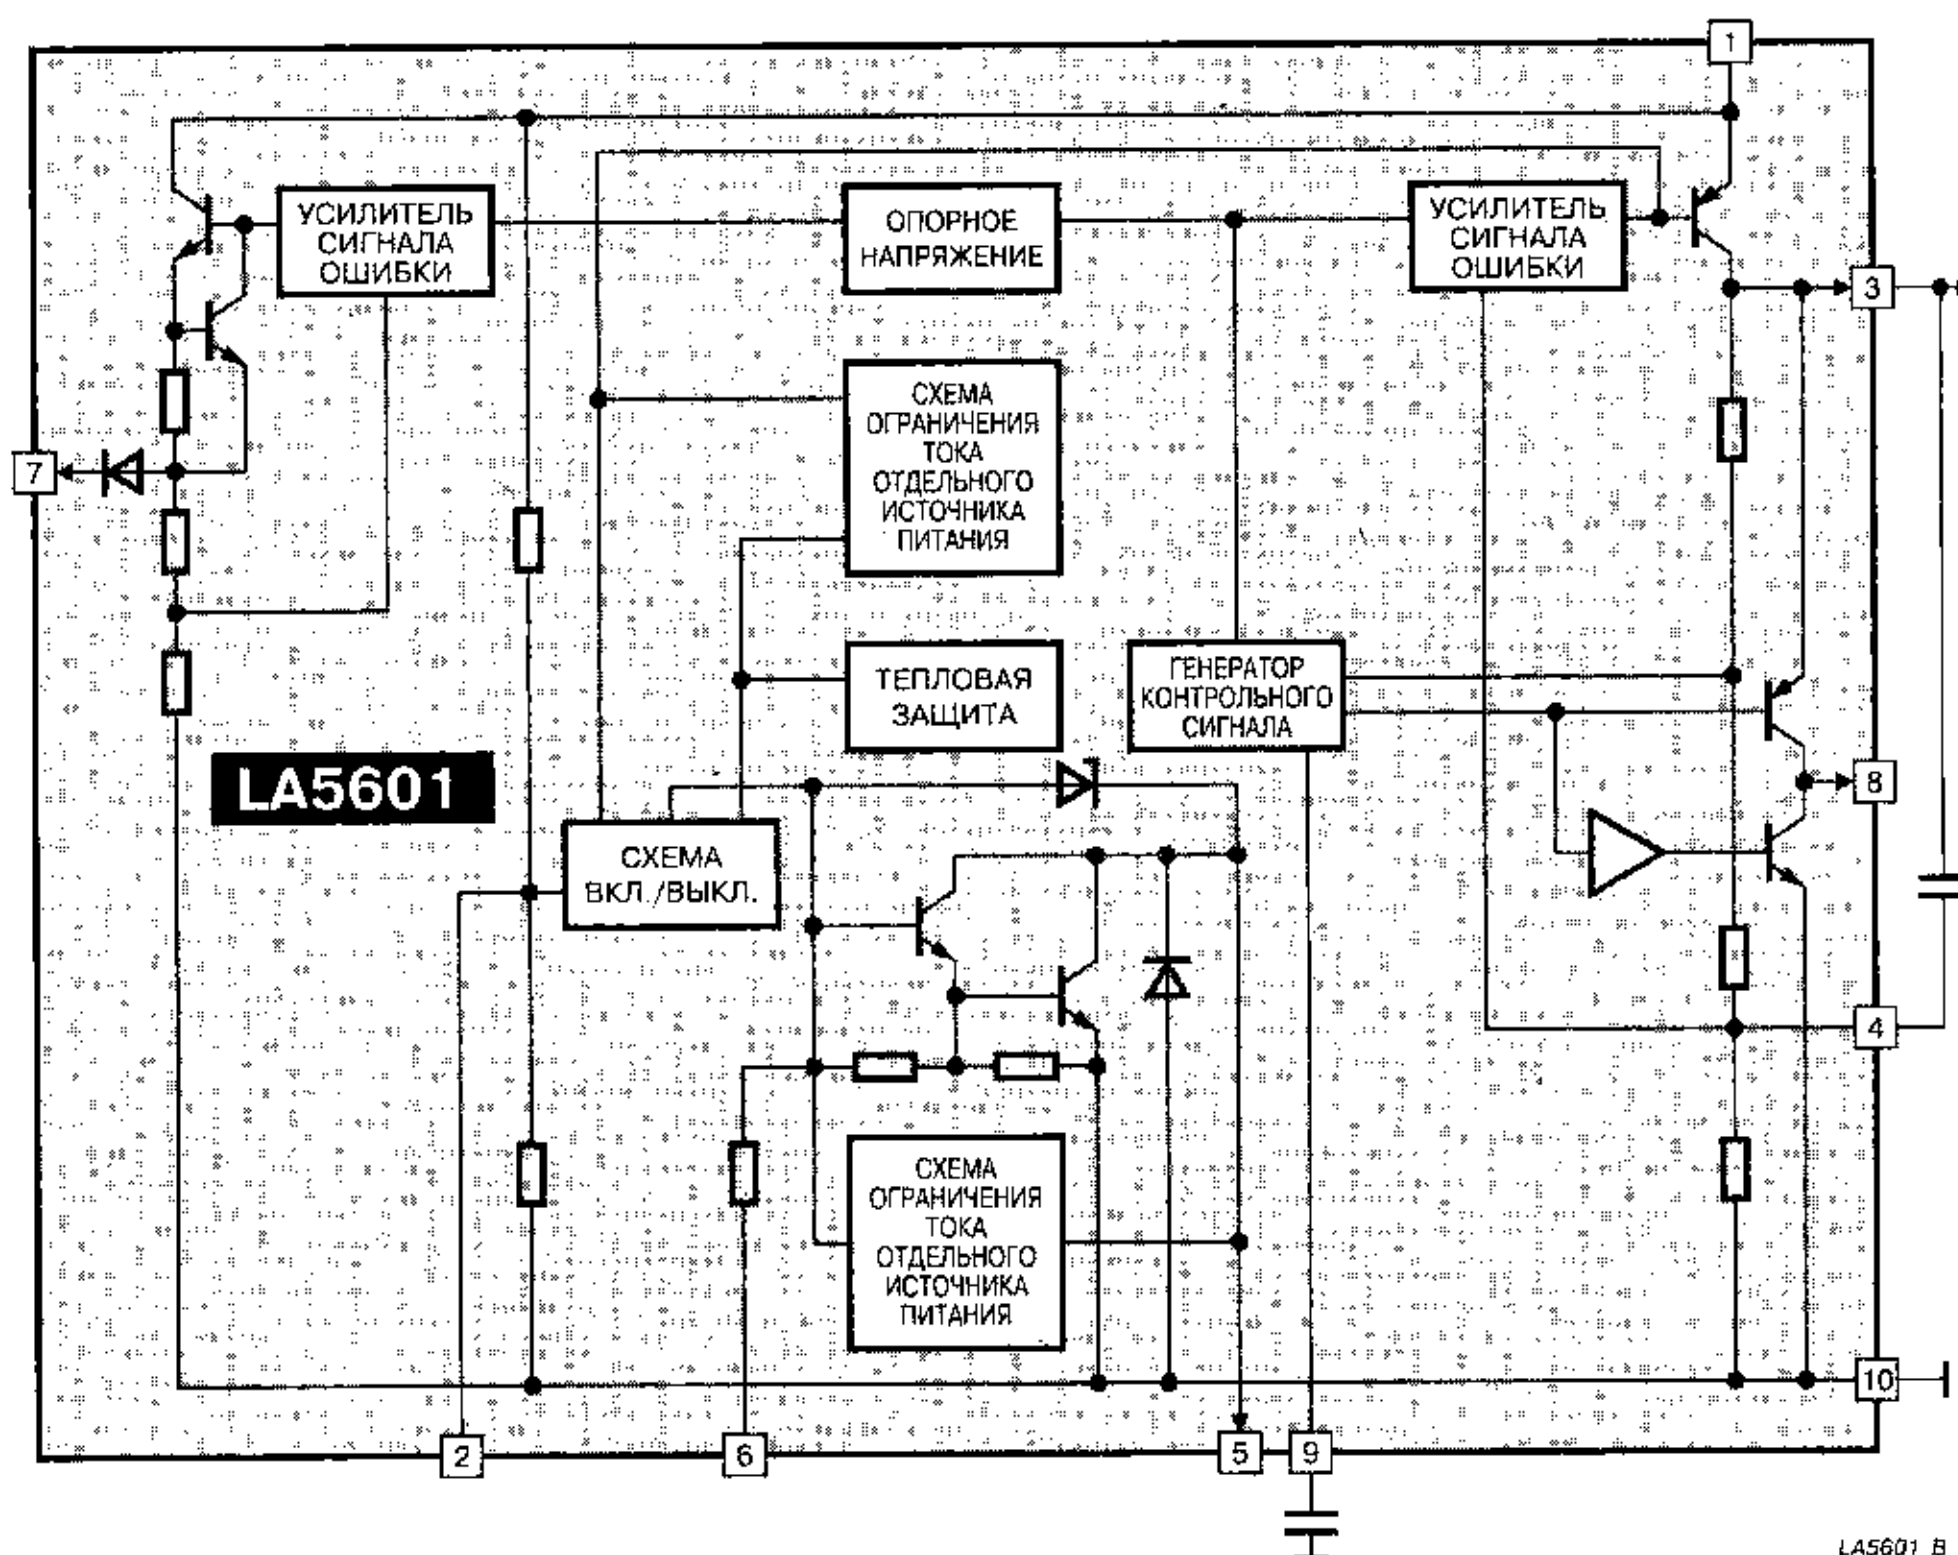 1
УСИЛИТЕЛЬ
СИГНАЛА
ОШИБКИ
ОПОРНОЕ
НАПРЯЖЕНИЕ
УСИЛИТЕЛЬ
СИГНАЛА
ОШИБКИ
3
СХЕМА
ОГРАНИЧЕНИЯ
ТОКА
ОТДЕЛЬНОГО
ИСТОЧНИКА
ПИТАНИЯ
7
ТЕПЛОВАЯ
ЗАЩИТА
ГЕНЕРАТОР
КОНТРОЛЬНОГО
СИГНАЛА
LA5601
8
СХЕМА
ВКЛ./ВЫКЛ.
4
СХЕМА
ОГРАНИЧЕНИЯ
ТОКА
ОТДЕЛЬНОГО
ИСТОЧНИКА
ПИТАНИЯ
10
2
6
5
9
LA5601_B